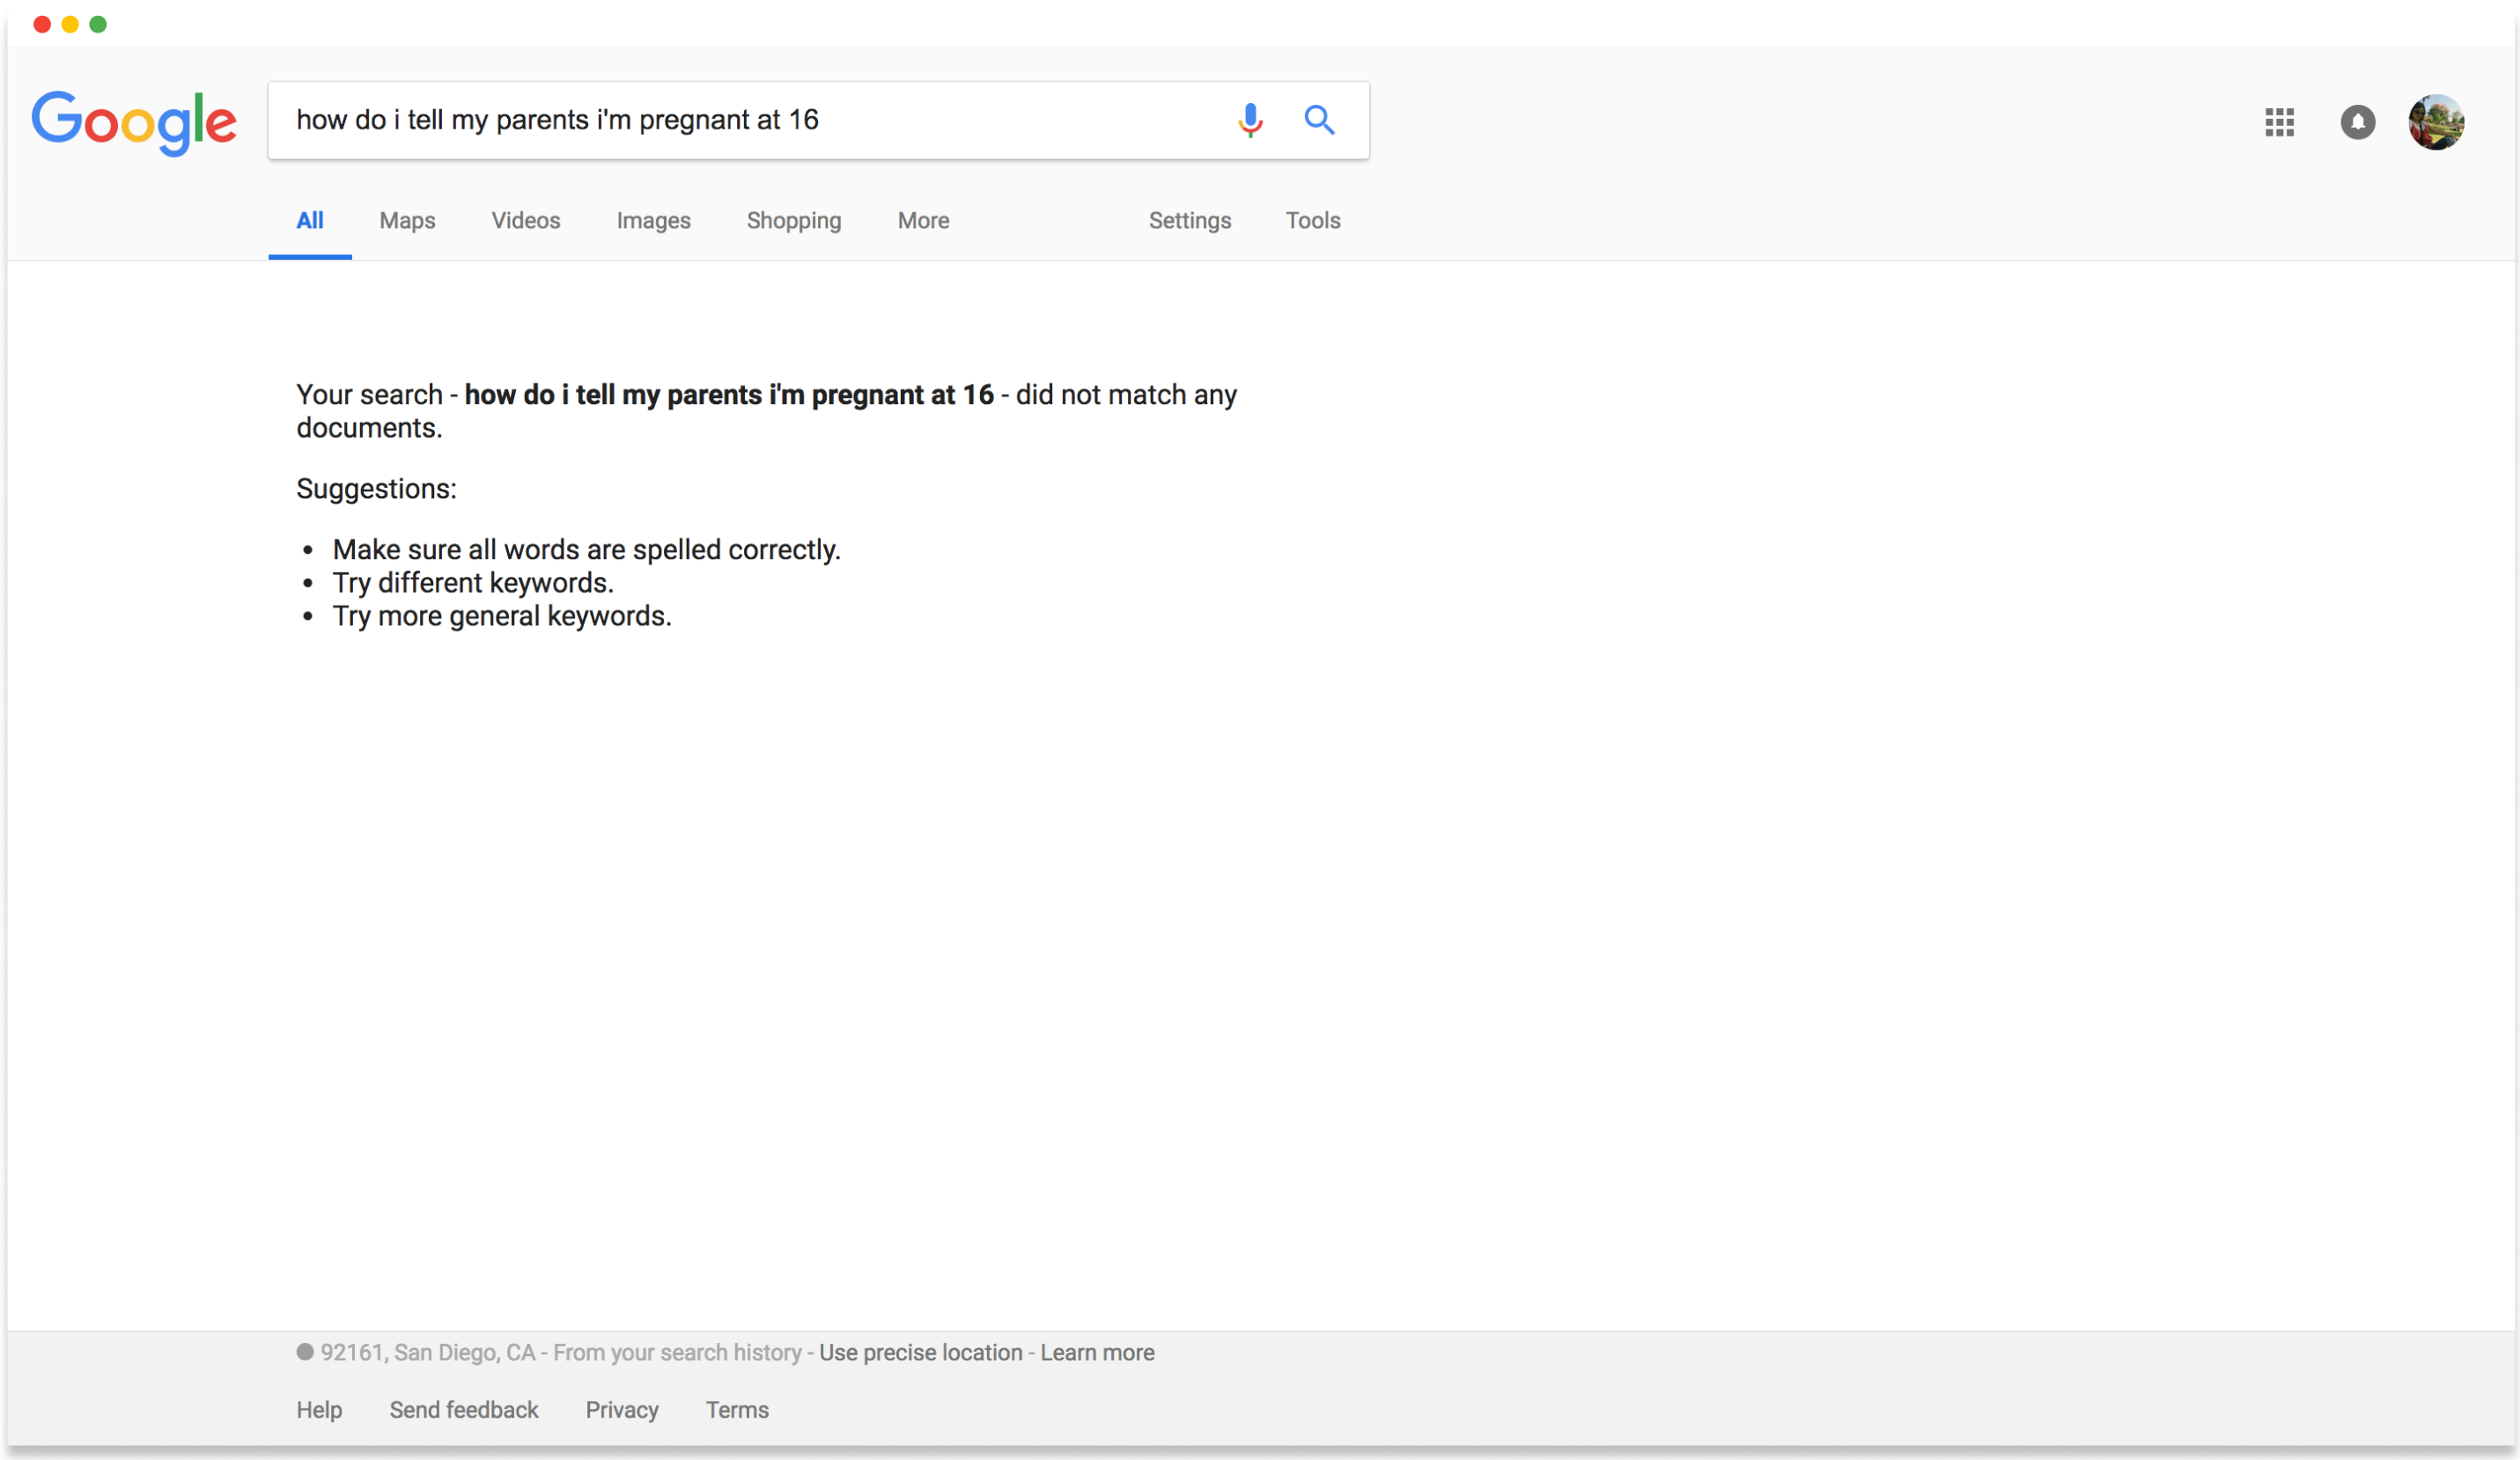 Google
how do i tell my parents i'm pregnant at 16
All Maps Videos Images Shopping More Settings Tools
Your search - how do i tell my parents i'm pregnant at 16 - did not match any
documents.
Suggestions:
• Make sure all words are spelled correctly.
• Try different keywords.
• Try more general keywords.
92161, San Diego, CA - From your search history - Use precise location - Learn more
Help Send feedback Privacy Terms